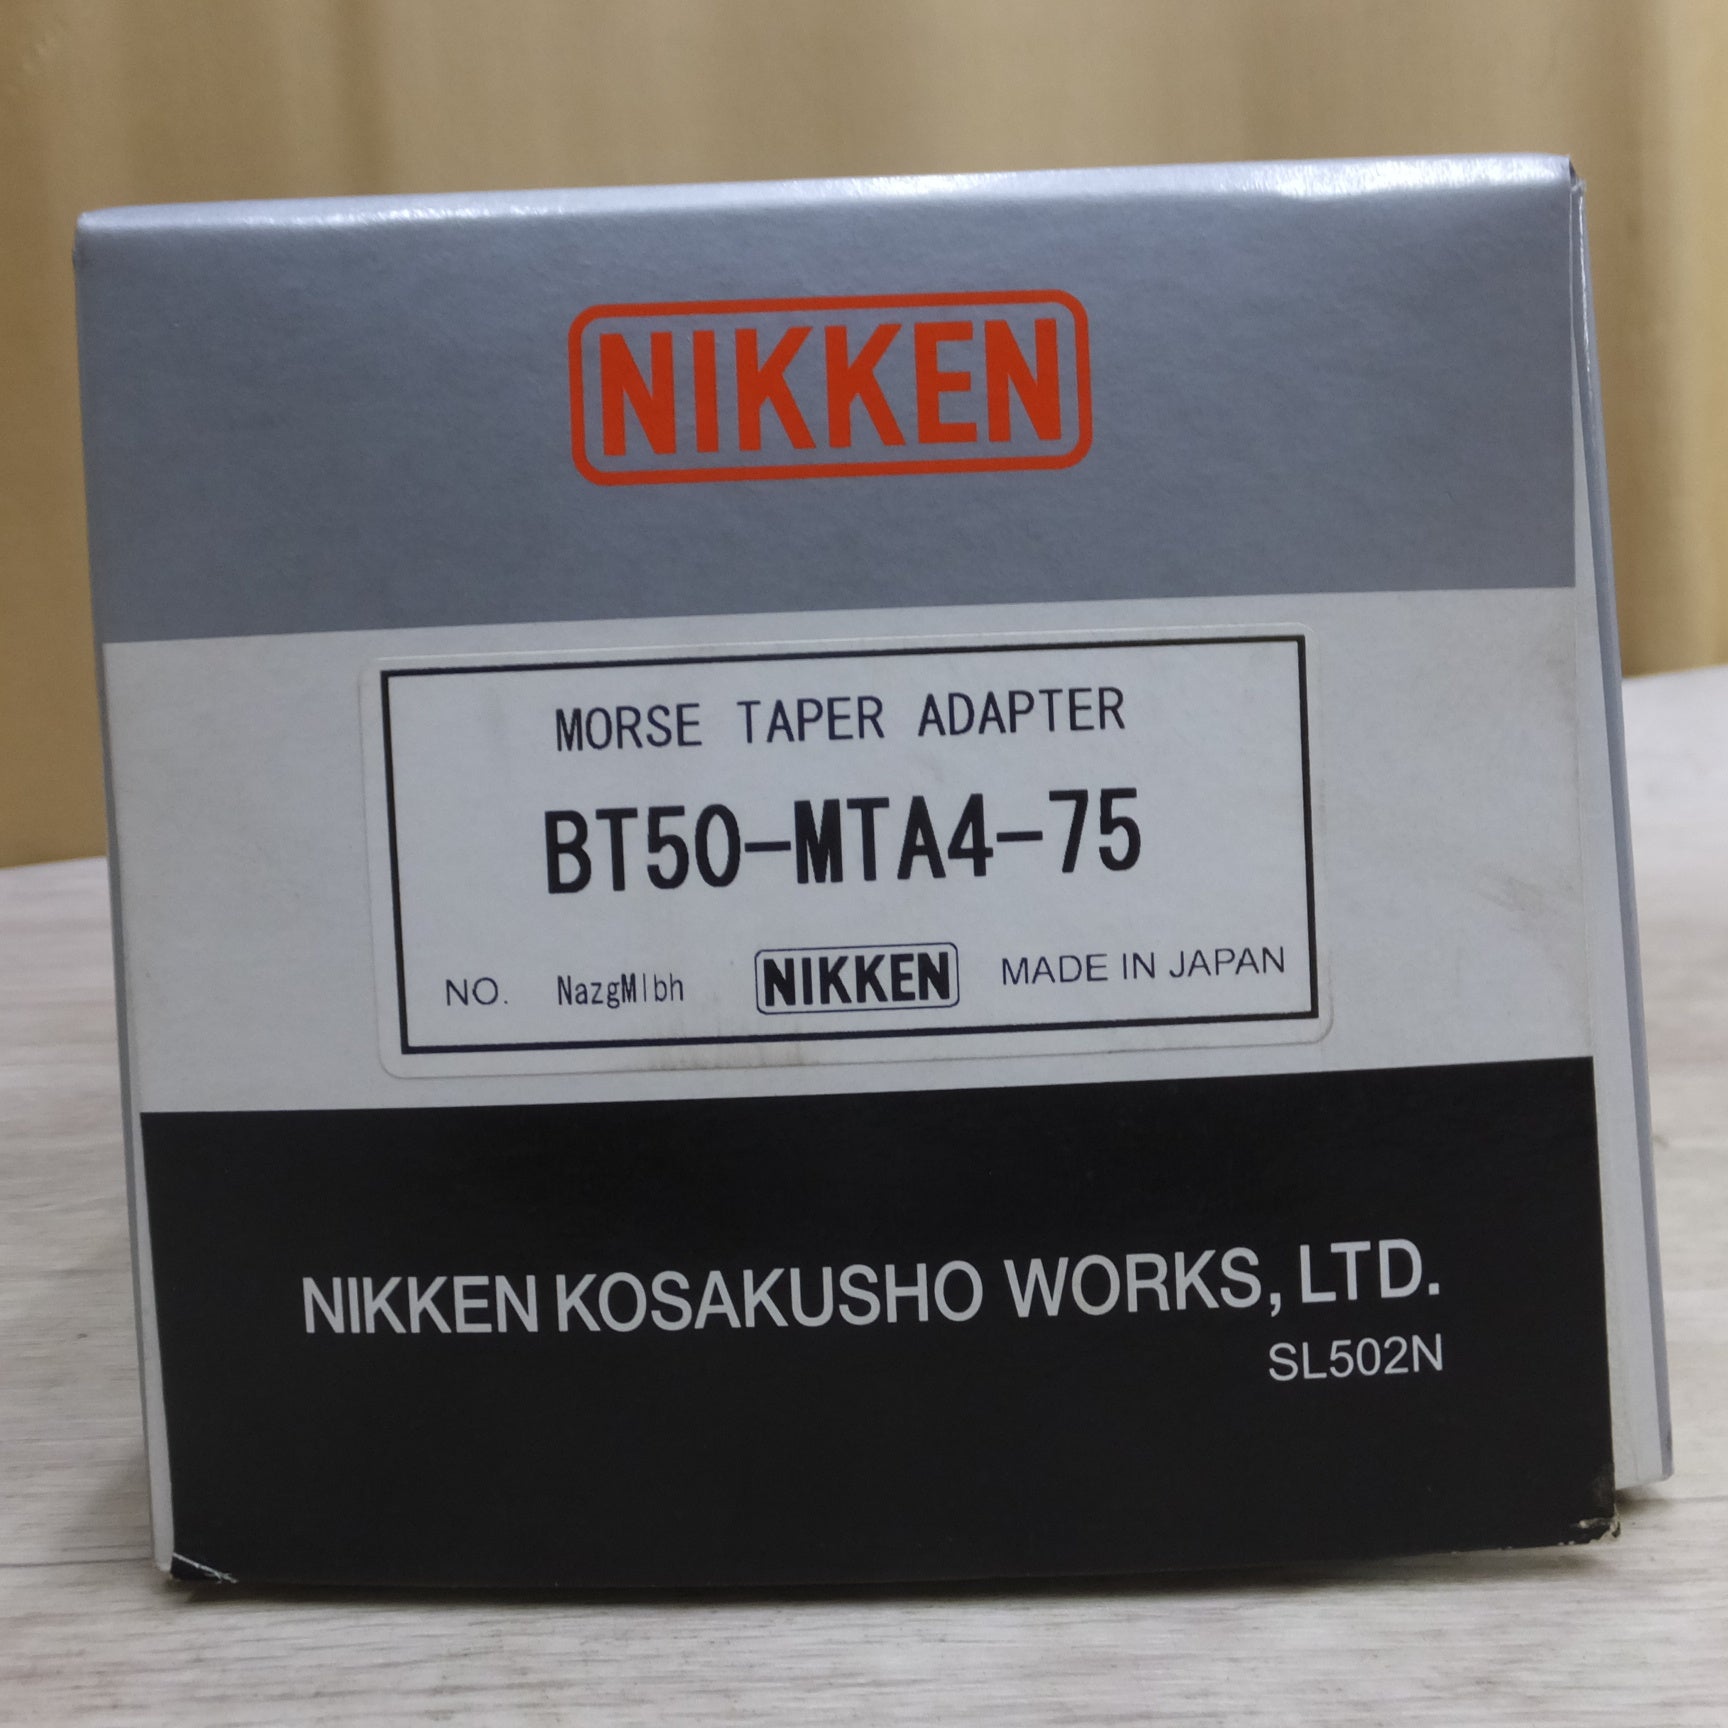 NIKKEN
MORSE TAPER ADAPTER
BT50-MTA4-75
NO. NazgMlbh NIKKEN MADE IN JAPAN
NIKKEN KOSAKUSHO WORKS, LTD.
SL502N